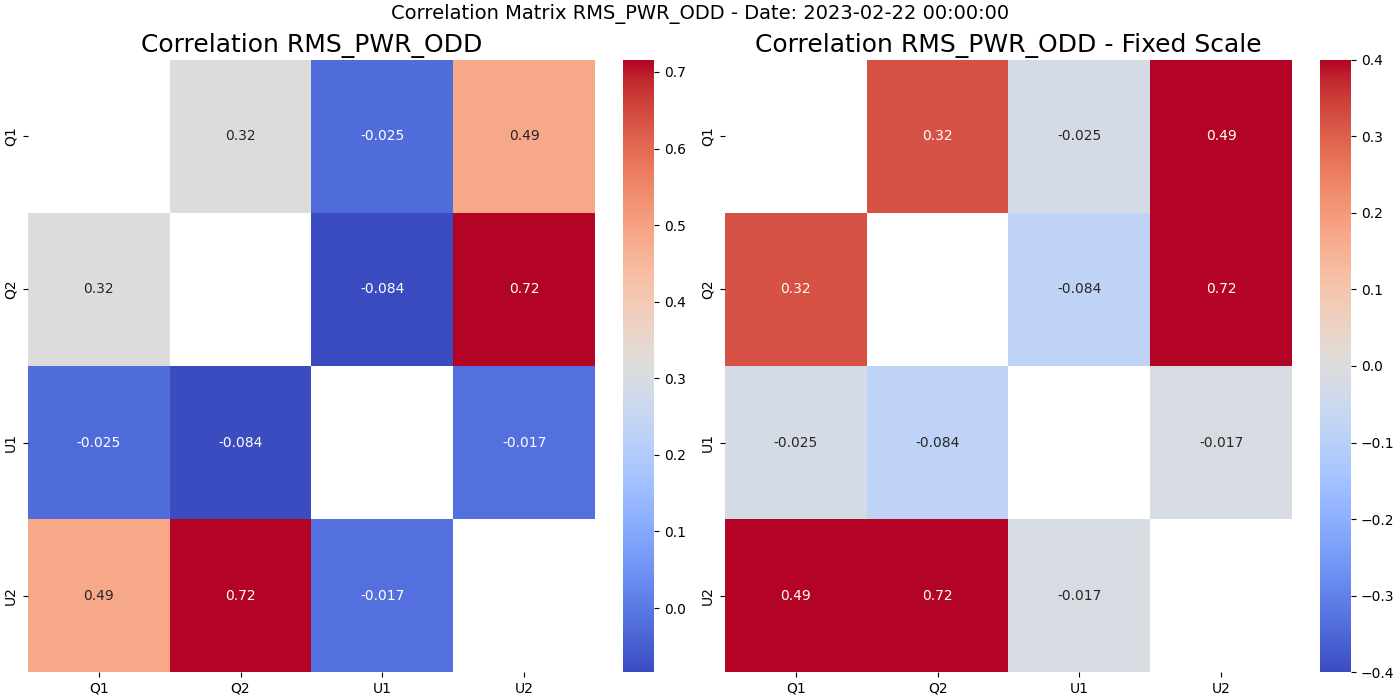 Correlation Matrix RMS_PWR_ODD - Date: 2023-02-22 00:00:00
Correlation RMS_PWR_ODD
Q1
0.32
-0.025
0.49
Q2
0.32
-0.084
0.72
U1
-0.025
-0.084
-0.017
U2
0.49
0.72
-0.017
Q1
Q2
U1
U2
0.7
0.6
0.5
0.4
0.3
0.2
0.1
0.0
Correlation RMS_PWR_ODD - Fixed Scale
Q1
0.32
-0.025
0.49
Q2
0.32
-0.084
0.72
U1
-0.025
-0.084
-0.017
U2
0.49
0.72
-0.017
Q1
Q2
U1
U2
0.4
0.3
0.2
0.1
0.0
−0.1
−0.2
−0.3
−0.4